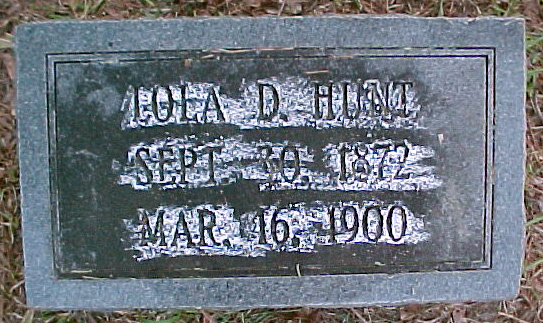 IOLA D. HUNT
SEPT. 30, 1872
MAR. 16, 1900